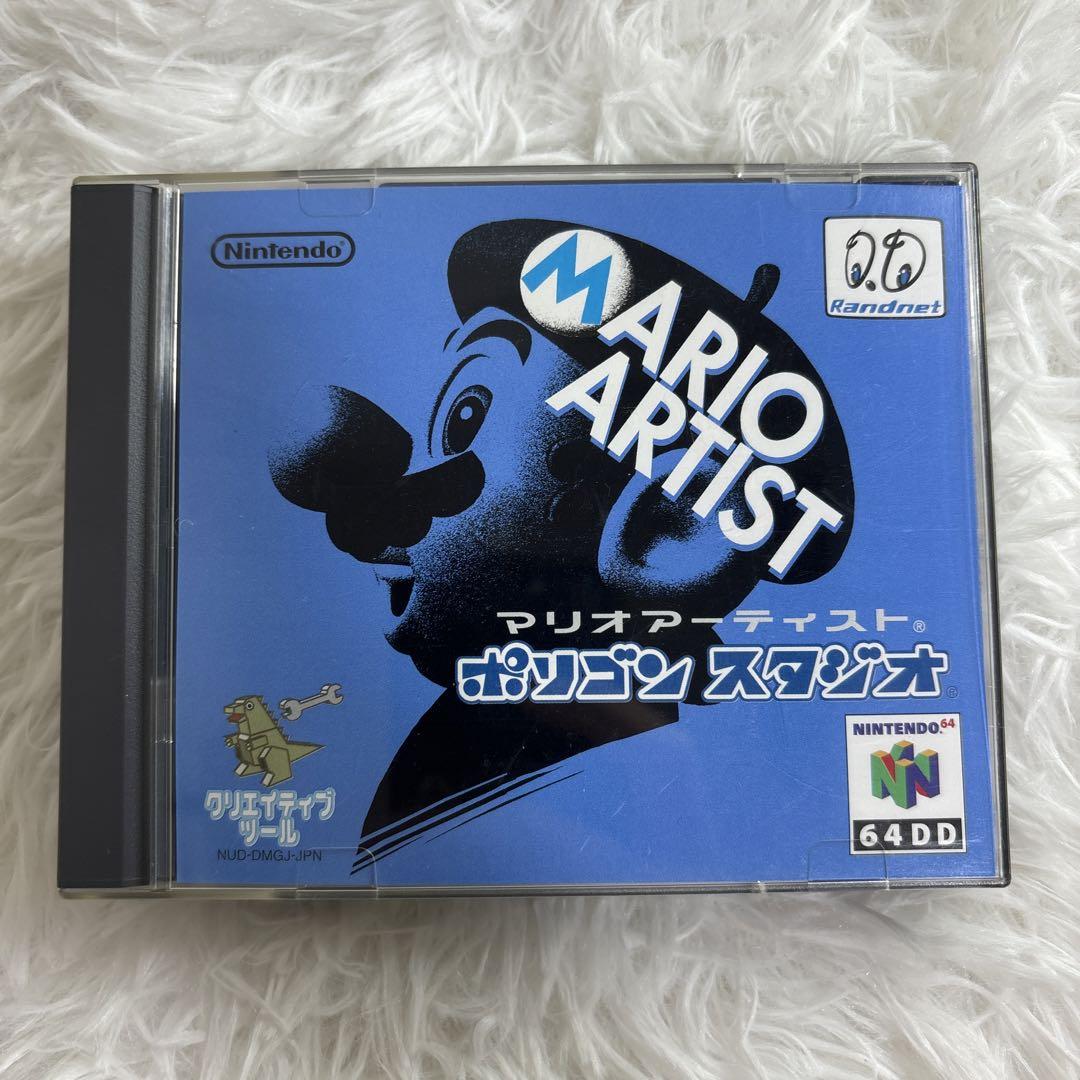 Nintendo®
Randnet
MARIO
ARTIST
マリオアーティスト®
ポリゴン スタジオ®
クリエイティブ
ツール
NUD-DMGJ-JPN
NINTENDO.64
64DD